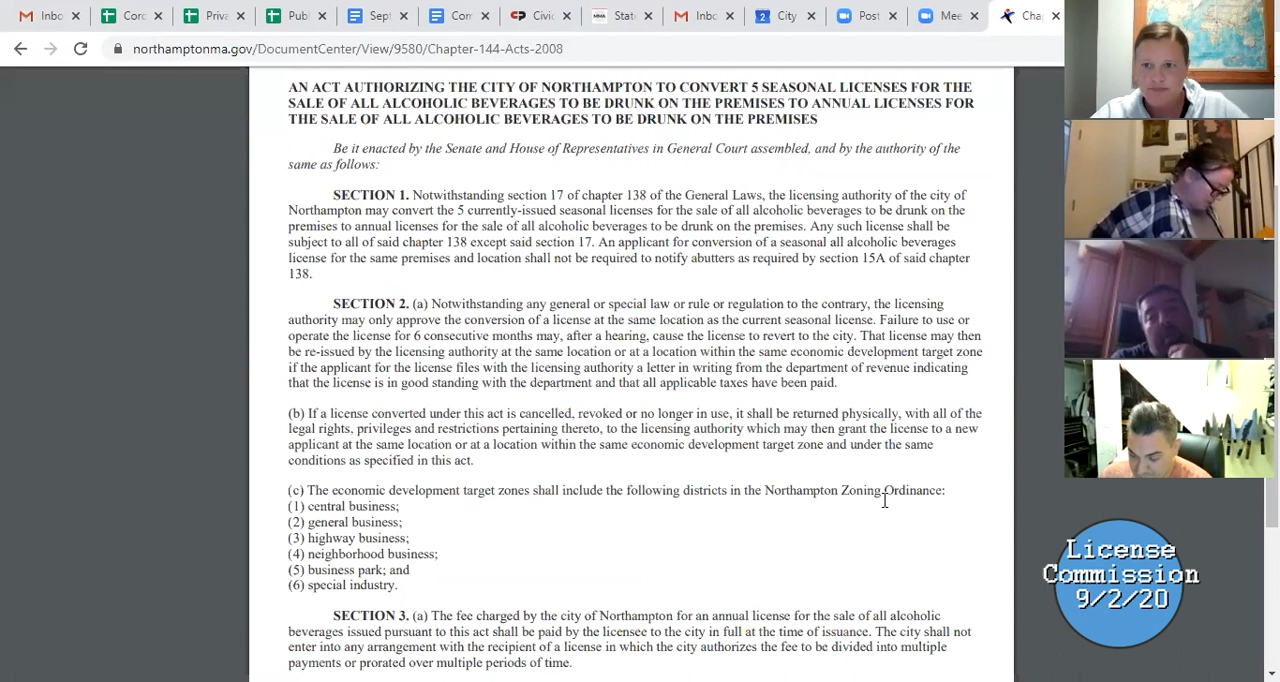 Inbo
Corc
Priva
Publ
Sept
Com
Civic
MMA
State
Inbo
2
City
Post
Mee
Cha
northamptonma.gov/DocumentCenter/View/9580/Chapter-144-Acts-2008
AN ACT AUTHORIZING THE CITY OF NORTHAMPTON TO CONVERT 5 SEASONAL LICENSES FOR THE
SALE OF ALL ALCOHOLIC BEVERAGES TO BE DRUNK ON THE PREMISES TO ANNUAL LICENSES FOR
THE SALE OF ALL ALCOHOLIC BEVERAGES TO BE DRUNK ON THE PREMISES
Be it enacted by the Senate and House of Representatives in General Court assembled, and by the authority of the
same as follows:
SECTION 1. Notwithstanding section 17 of chapter 138 of the General Laws, the licensing authority of the city of
Northampton may convert the 5 currently-issued seasonal licenses for the sale of all alcoholic beverages to be drunk on the
premises to annual licenses for the sale of all alcoholic beverages to be drunk on the premises. Any such license shall be
subject to all of said chapter 138 except said section 17. An applicant for conversion of a seasonal all alcoholic beverages
license for the same premises and location shall not be required to notify abutters as required by section 15A of said chapter
138.
SECTION 2. (a) Notwithstanding any general or special law or rule or regulation to the contrary, the licensing
authority may only approve the conversion of a license at the same location as the current seasonal license. Failure to use or
operate the license for 6 consecutive months may, after a hearing, cause the license to revert to the city. That license may then
be re-issued by the licensing authority at the same location or at a location within the same economic development target zone
if the applicant for the license files with the licensing authority a letter in writing from the department of revenue indicating
that the license is in good standing with the department and that all applicable taxes have been paid.
(b) If a license converted under this act is cancelled, revoked or no longer in use, it shall be returned physically, with all of the
legal rights, privileges and restrictions pertaining thereto, to the licensing authority which may then grant the license to a new
applicant at the same location or at a location within the same economic development target zone and under the same
conditions as specified in this act.
(c) The economic development target zones shall include the following districts in the Northampton Zoning Ordinance:
(1) central business;
(2) general business;
(3) highway business;
(4) neighborhood business;
(5) business park; and
(6) special industry.
SECTION 3. (a) The fee charged by the city of Northampton for an annual license for the sale of all alcoholic
beverages issued pursuant to this act shall be paid by the licensee to the city in full at the time of issuance. The city shall not
enter into any arrangement with the recipient of a license in which the city authorizes the fee to be divided into multiple
payments or prorated over multiple periods of time.
License
Commission
9/2/20